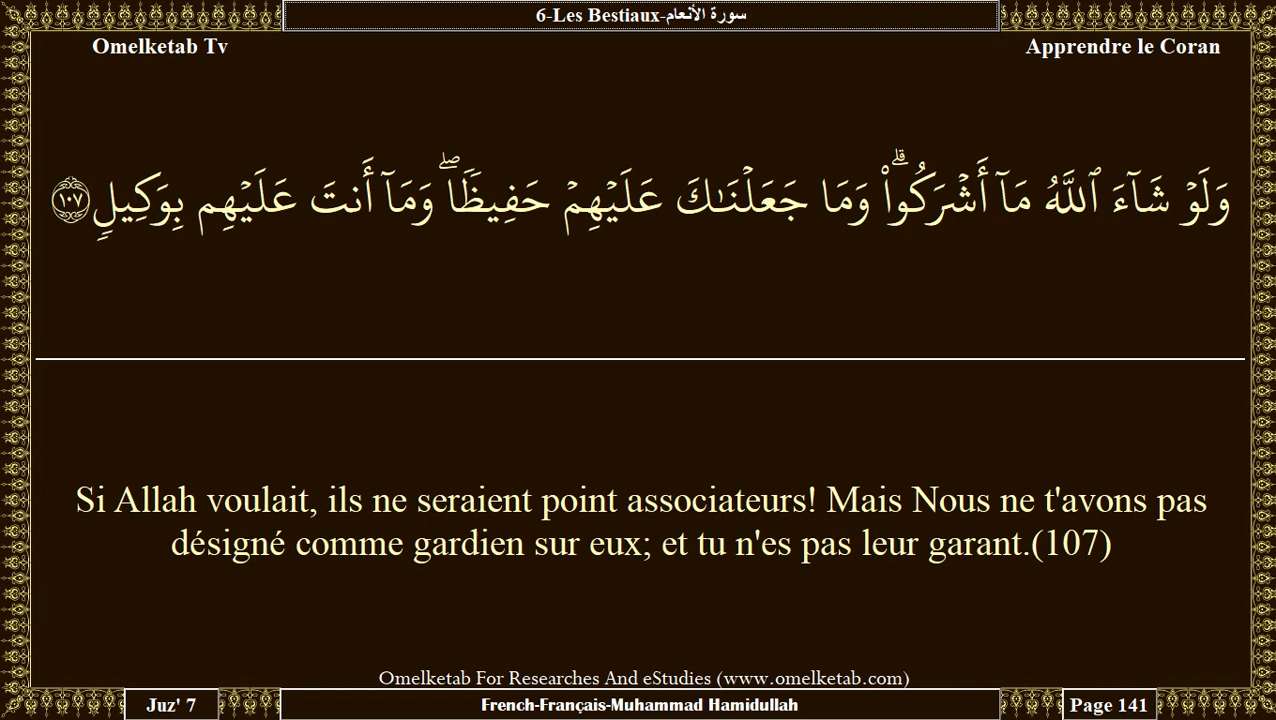 6-Les Bestiaux-سورة الأنعام
Omelketab Tv
Apprendre le Coran
وَلَوۡ شَآءَ ٱللَّهُ مَآ أَشۡرَكُواْۗ وَمَا جَعَلۡنَٰكَ عَلَيۡهِمۡ حَفِيظٗاۖ وَمَآ أَنتَ عَلَيۡهِم بِوَكِيلٖ ١٠٧
Si Allah voulait, ils ne seraient point associateurs! Mais Nous ne t'avons pas
désigné comme gardien sur eux; et tu n'es pas leur garant.(107)
Omelketab For Researches And eStudies (www.omelketab.com)
Juz' 7
French-Français-Muhammad Hamidullah
Page 141